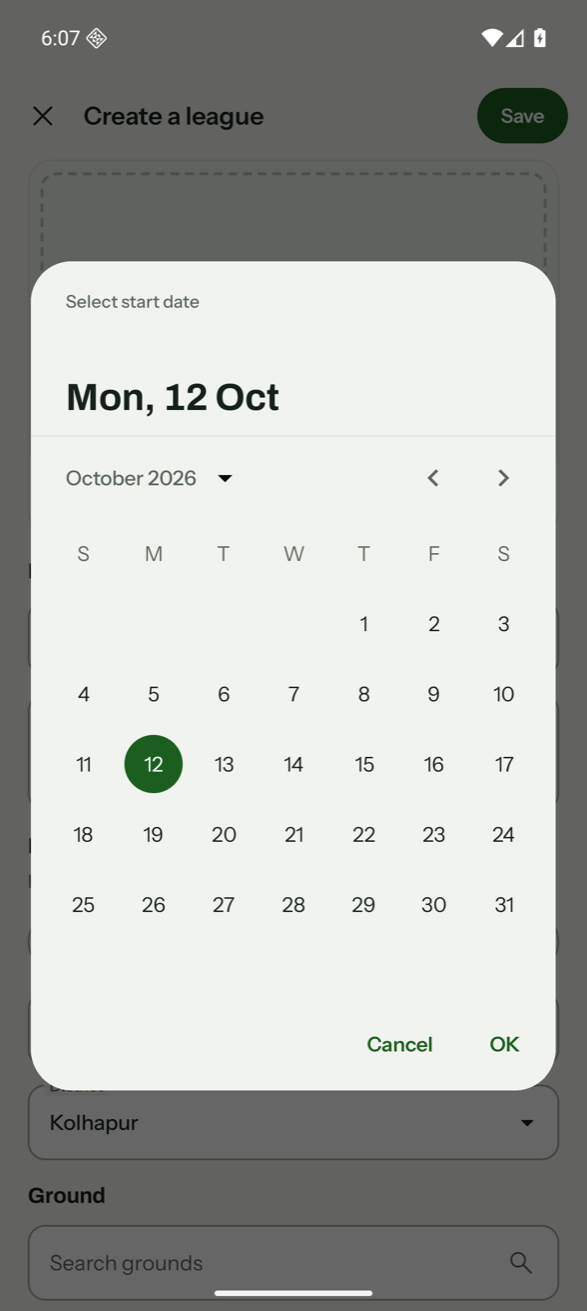 6:07
Create a league
Save
Select start date
Mon, 12 Oct
October 2026
S M T W T F S
1 2 3
4 5 6 7 8 9 10
11 12 13 14 15 16 17
18 19 20 21 22 23 24
25 26 27 28 29 30 31
Cancel OK
Kolhapur
Ground
Search grounds